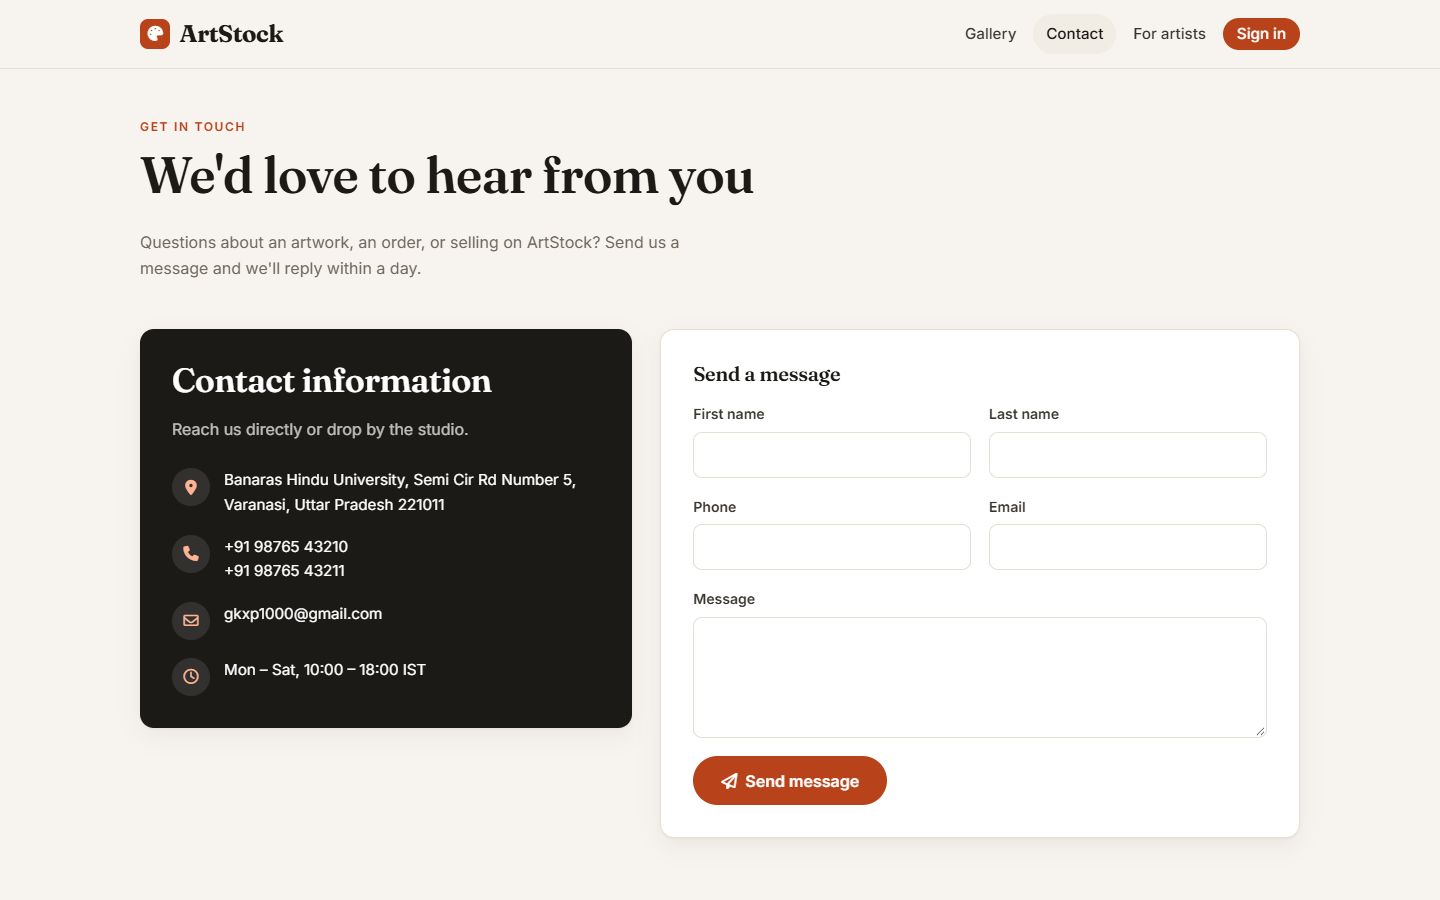 ArtStock
Gallery
Contact
For artists
Sign in
GET IN TOUCH
We'd love to hear from you
Questions about an artwork, an order, or selling on ArtStock? Send us a
message and we'll reply within a day.
Contact information
Reach us directly or drop by the studio.
Banaras Hindu University, Semi Cir Rd Number 5,
Varanasi, Uttar Pradesh 221011
+91 98765 43210
+91 98765 43211
gkxp1000@gmail.com
Mon – Sat, 10:00 – 18:00 IST
Send a message
First name
Last name
Phone
Email
Message
Send message